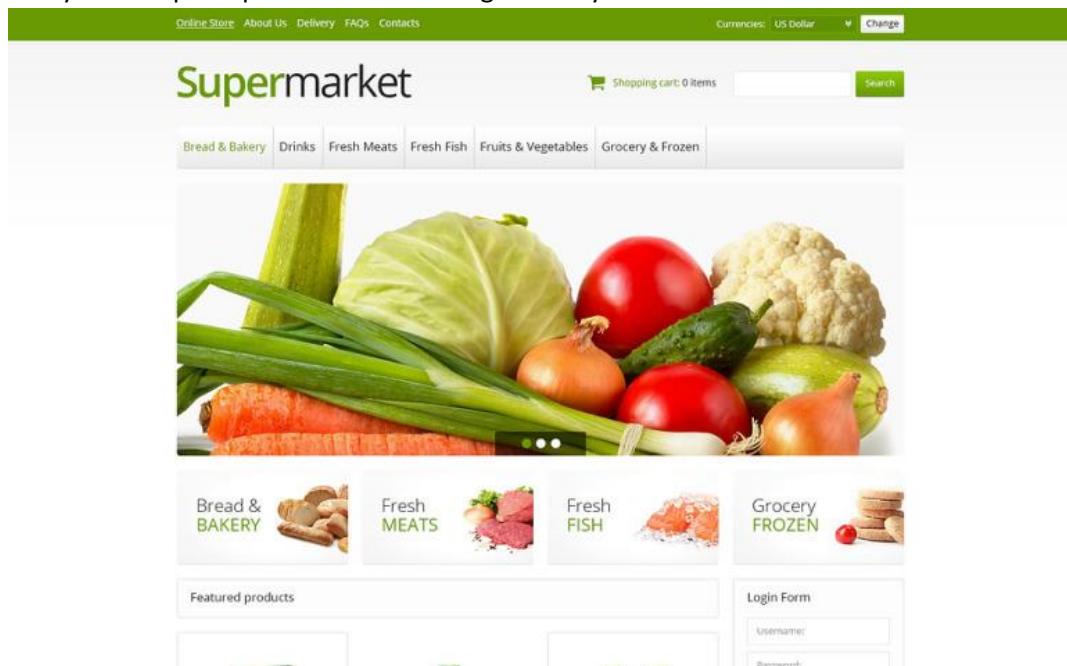 Online Store About Us Delivery FAQs Contacts Currencies: US Dollar Change
Supermarket
Shopping cart: 0 items Search
Bread & Bakery Drinks Fresh Meats Fresh Fish Fruits & Vegetables Grocery & Frozen
Bread & BAKERY
Fresh MEATS
Fresh FISH
Grocery FROZEN
Featured products
Login Form
Username: